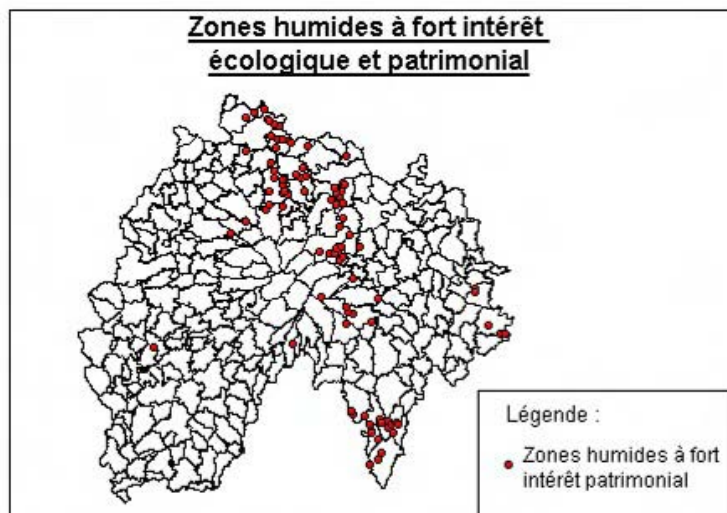 Zones humides à fort intérêt
écologique et patrimonial
Légende :
Zones humides à fort
intérêt patrimonial